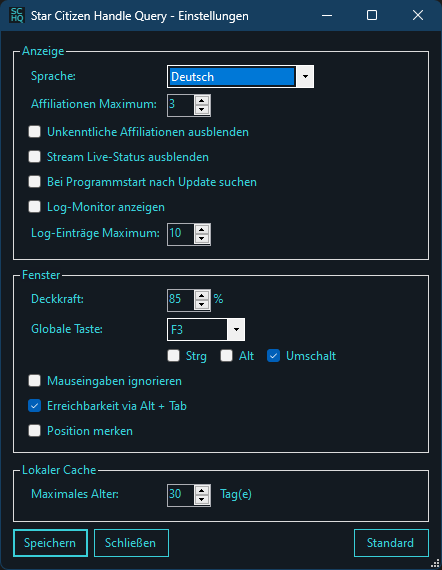 SC
HQ
Star Citizen Handle Query - Einstellungen
Anzeige
Sprache: Deutsch
Affiliationen Maximum: 3
Unkenntliche Affiliationen ausblenden
Stream Live-Status ausblenden
Bei Programmstart nach Update suchen
Log-Monitor anzeigen
Log-Einträge Maximum: 10
Fenster
Deckkraft: 85 %
Globale Taste: F3
Strg Alt Umschalt
Mauseingaben ignorieren
Erreichbarkeit via Alt + Tab
Position merken
Lokaler Cache
Maximales Alter: 30 Tag(e)
Speichern Schließen Standard